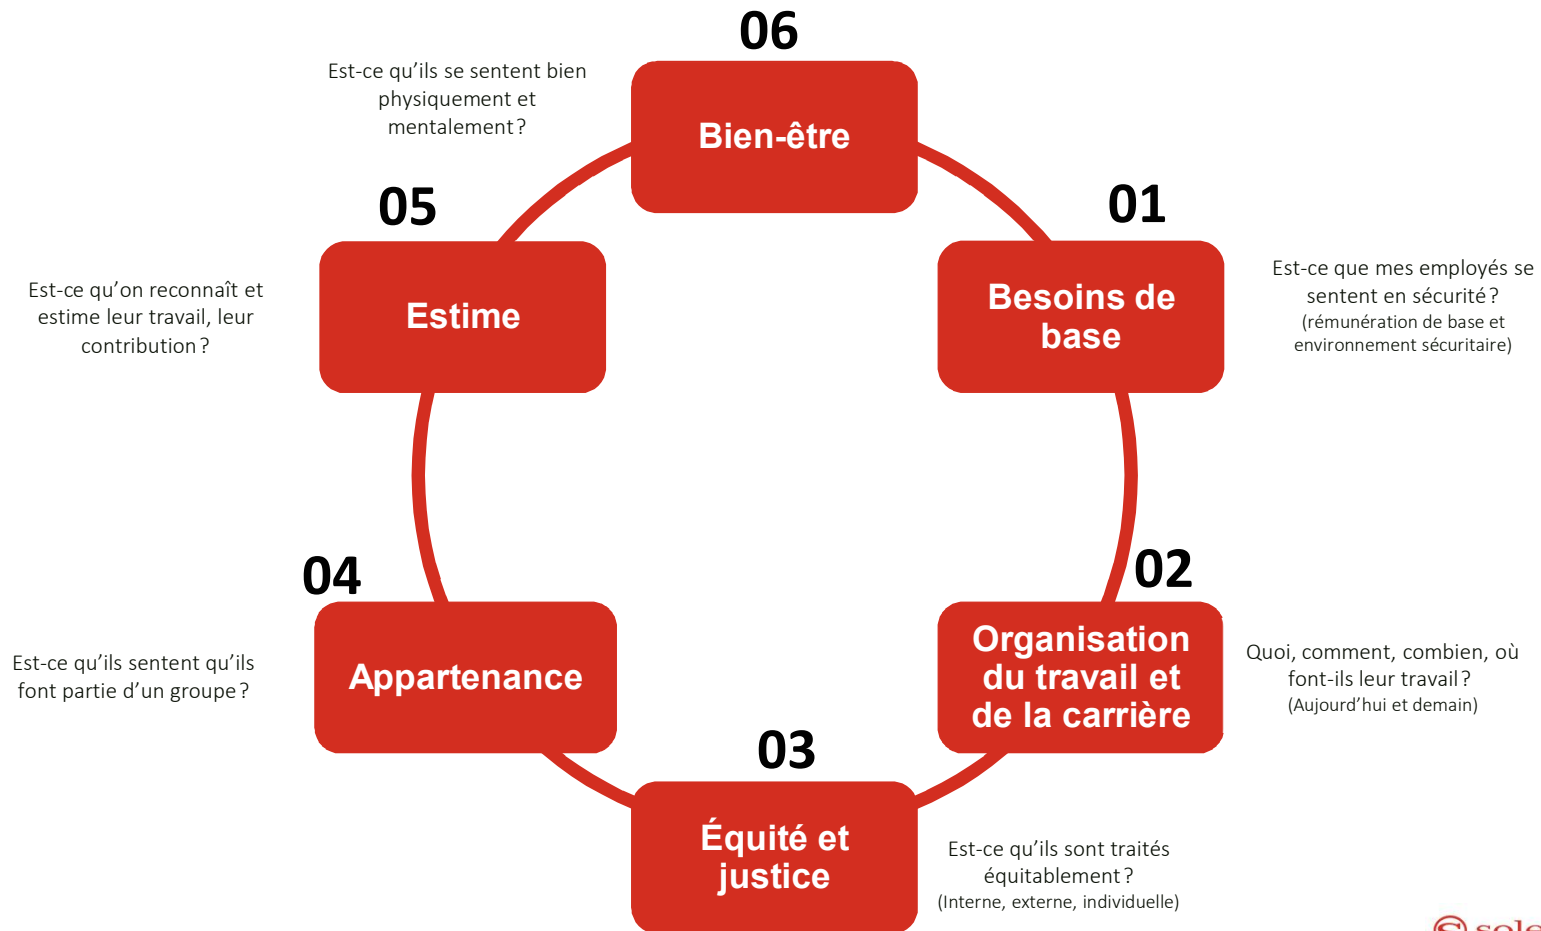 06
Bien-être
Est-ce qu’ils se sentent bien
physiquement et
mentalement ?
01
Besoins de
base
Est-ce que mes employés se
sentent en sécurité ?
(rémunération de base et
environnement sécuritaire)
02
Organisation
du travail et
de la carrière
Quoi, comment, combien, où
font-ils leur travail ?
(Aujourd’hui et demain)
03
Équité et
justice
Est-ce qu’ils sont traités
équitablement ?
(Interne, externe, individuelle)
04
Appartenance
Est-ce qu’ils sentent qu’ils
font partie d’un groupe ?
05
Estime
Est-ce qu’on reconnaît et
estime leur travail, leur
contribution ?